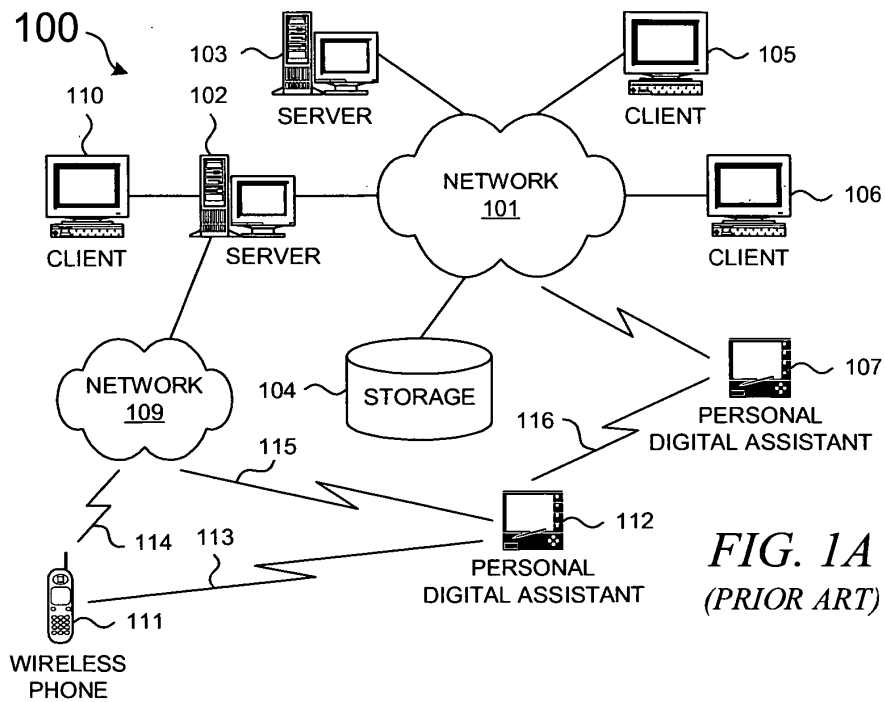 100
103
SERVER
105
CLIENT
110
CLIENT
102
SERVER
NETWORK
101
106
CLIENT
NETWORK
109
104
STORAGE
107
PERSONAL
DIGITAL ASSISTANT
116
115
112
PERSONAL
DIGITAL ASSISTANT
114
113
111
WIRELESS
PHONE
FIG. 1A
(PRIOR ART)